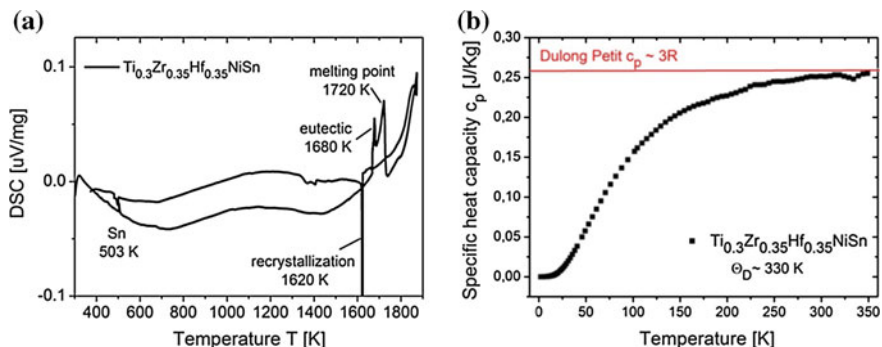 (a)
0.1
0.0
-0.1
DSC [uV/mg]
Ti0.3Zr0.35Hf0.35NiSn
melting point
1720 K
eutectic
1680 K
Sn
503 K
recrystallization
1620 K
400 600 800 1000 1200 1400 1600 1800
Temperature T [K]
(b)
Dulong Petit cp ~ 3R
0,30
0,25
0,20
0,15
0,10
0,05
0,00
Specific heat capacity cp [J/Kg]
Ti0.3Zr0.35Hf0.35NiSn
ΘD~ 330 K
0 50 100 150 200 250 300 350
Temperature [K]